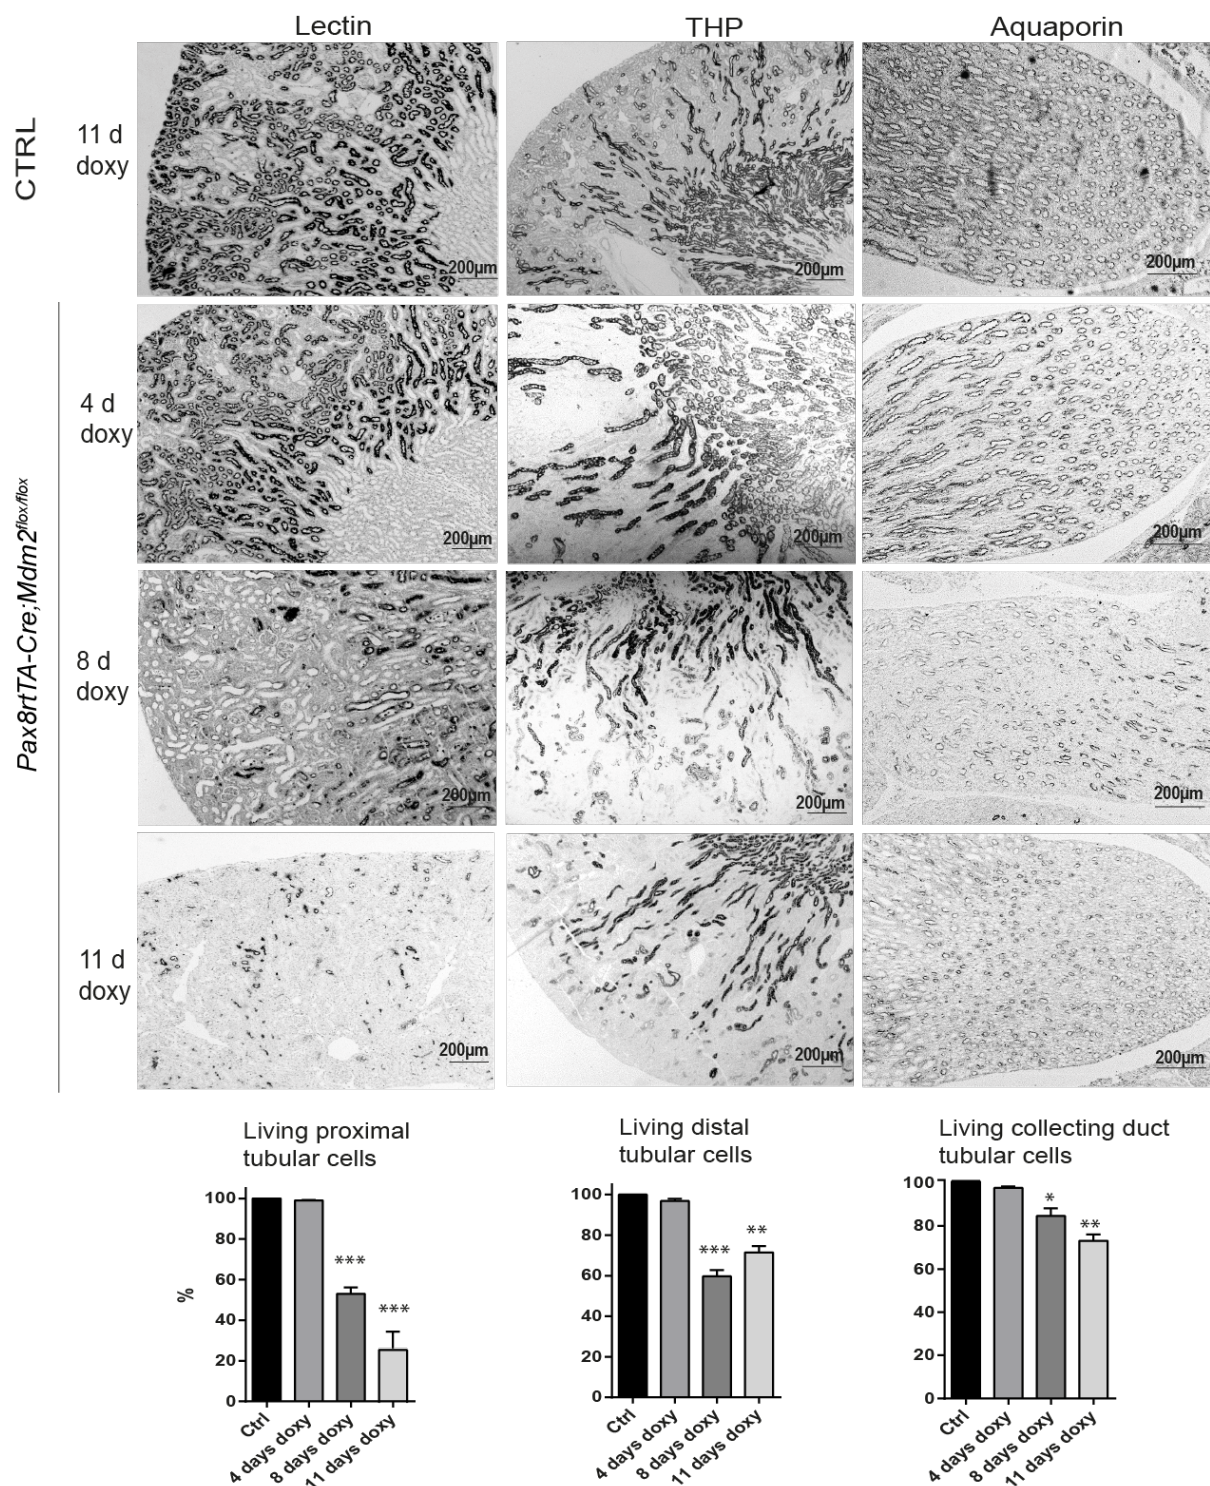 Lectin THP Aquaporin
CTRL
11 d
doxy
200µm 200µm 200µm
Pax8rtTA-Cre;Mdm2flox/flox
4 d
doxy
200µm 200µm 200µm
8 d
doxy
200µm 200µm 200µm
11 d
doxy
200µm 200µm 200µm
Living proximal
tubular cells
%
100
80
60
40
20
0
***
***
Ctrl
4 days doxy
8 days doxy
11 days doxy
Living distal
tubular cells
100
80
60
40
20
0
***
**
Ctrl
4 days doxy
8 days doxy
11 days doxy
Living collecting duct
tubular cells
100
80
60
40
20
0
*
**
Ctrl
4 days doxy
8 days doxy
11 days doxy